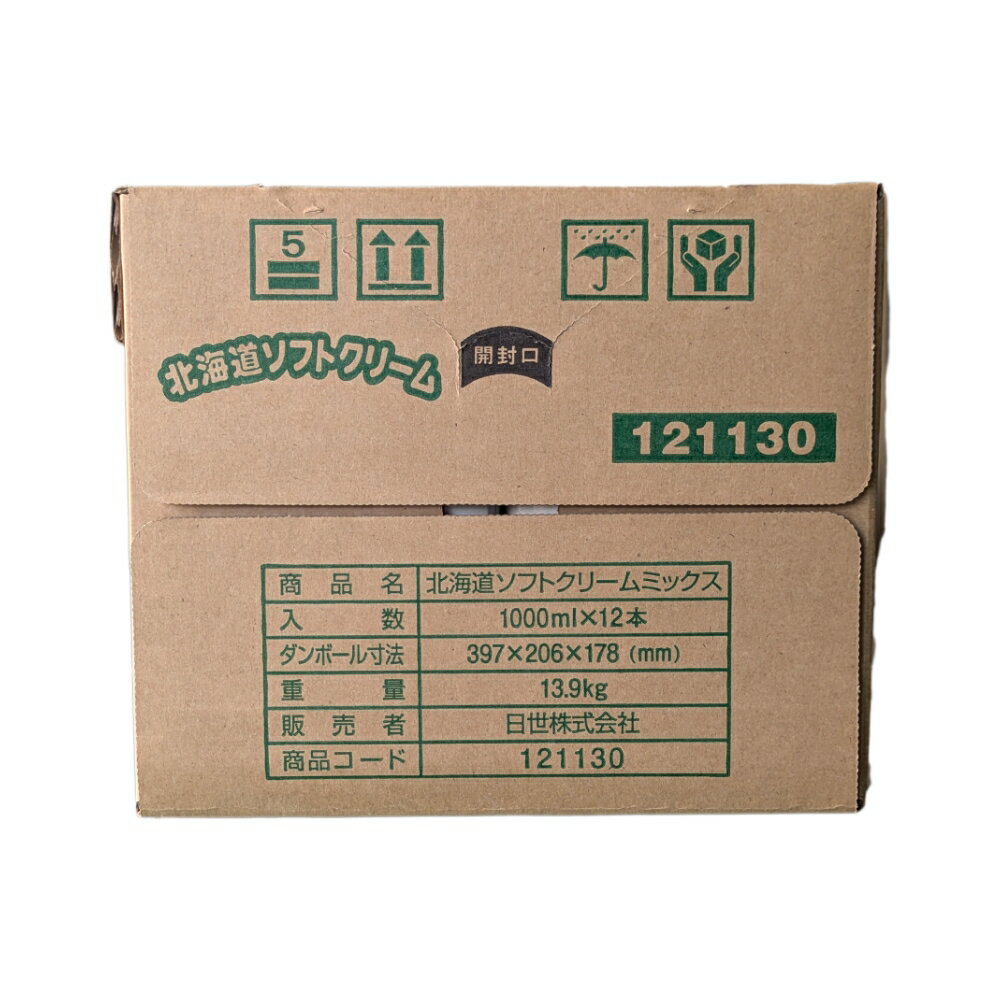 5
北海道ソフトクリーム
開封口
121130
商品名 北海道ソフトクリームミックス
入数 1000ml×12本
ダンボール寸法 397×206×178 (mm)
重量 13.9kg
販売者 日世株式会社
商品コード 121130